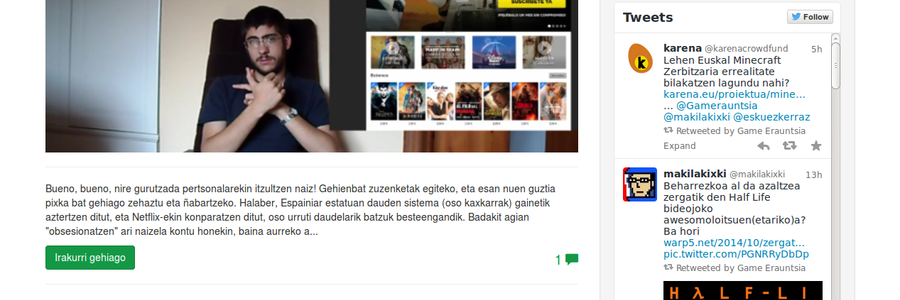 SUSCRÍBETE YA
Bueno, bueno, nire gurutzada pertsonalarekin itzultzen naiz! Gehienbat zuzenketak egiteko, eta esan nuen guztia
pixka bat gehiago zehaztu eta ñabartzeko. Halaber, Espainiar estatuan dauden sistema (oso kaxkarrak) gainetik
aztertzen ditut, eta Netflix-ekin konparatzen ditut, oso urruti daudelarik batzuk besteengandik. Badakit agian
"obsesionatzen" ari naizela kontu honekin, baina aurreko a...
Irakurri gehiago
1
Tweets
Follow
karena @karenacrowdfund 5h
Lehen Euskal Minecraft
Zerbitzaria errealitate
bilakatzen lagundu nahi?
karena.eu/proiektua/mine…
… @Gamerauntsia
@makilakixki @eskuezkerraz
Retweeted by Game Erauntsia
Expand
makilakixki @makilakixki 13h
Beharrezkoa al da azaltzea
zergatik den Half Life
bideojoko
awesomoloitsuen(etariko)a?
Ba hori
warp5.net/2014/10/zergat…
pic.twitter.com/PGNRRyDbDp
Retweeted by Game Erauntsia
H λ L F - L I